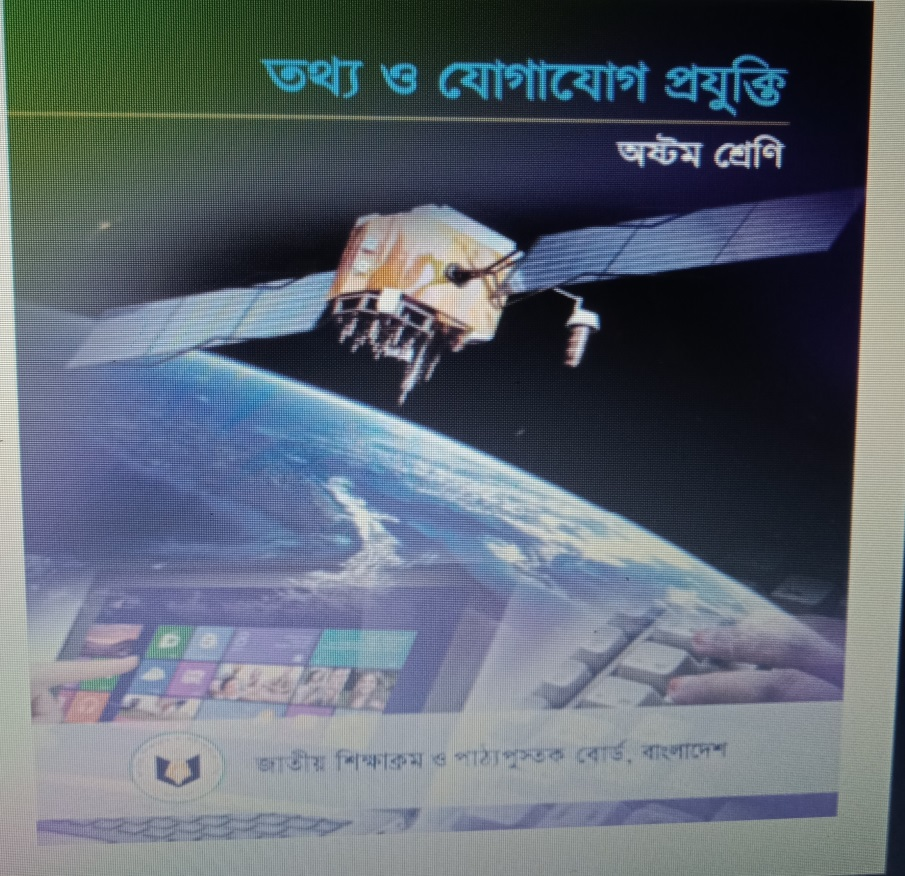 তথ্য ও যোগাযোগ প্রযুক্তি
অষ্টম শ্রেণি
জাতীয় শিক্ষাক্রম ও পাঠ্যপুস্তক বোর্ড, বাংলাদেশ